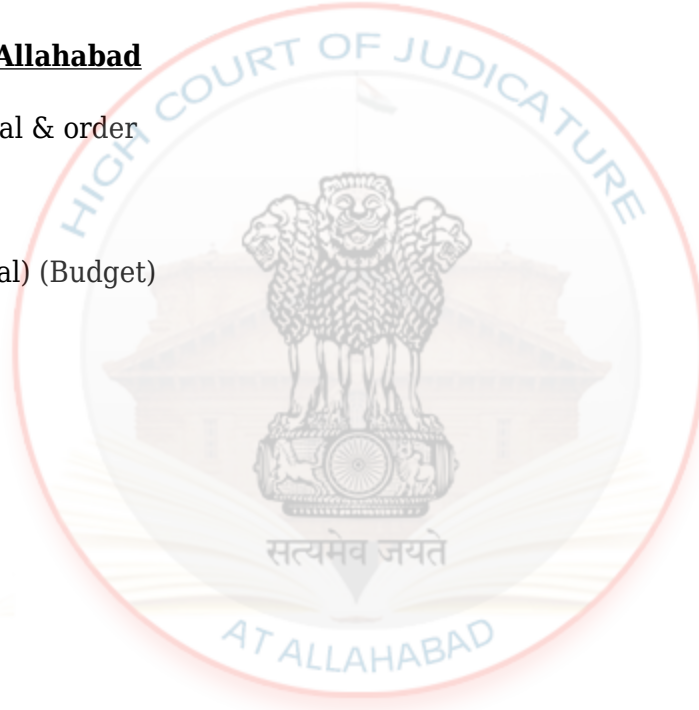 HIGH COURT OF JUDICATURE
Allahabad
al & order
al) (Budget)
सत्यमेव जयते
AT ALLAHABAD